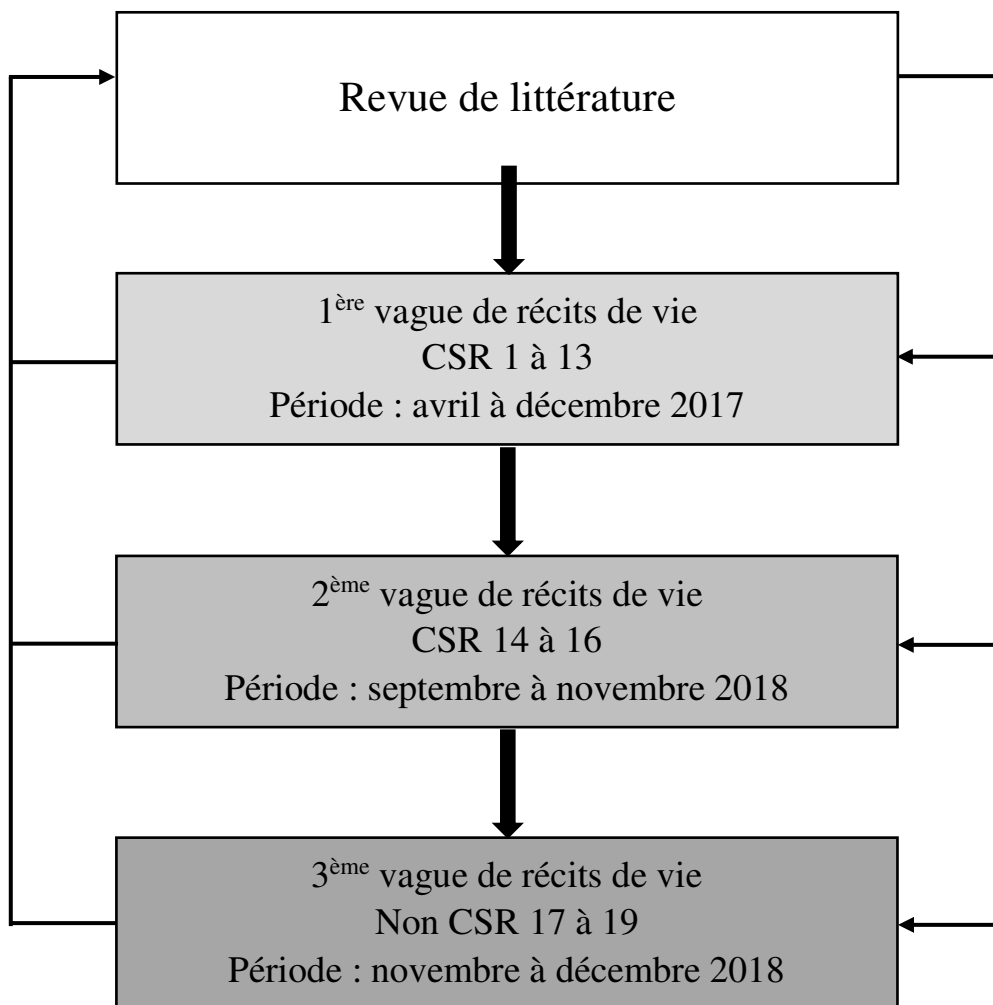 Revue de littérature
1ère vague de récits de vie
CSR 1 à 13
Période : avril à décembre 2017
2ème vague de récits de vie
CSR 14 à 16
Période : septembre à novembre 2018
3ème vague de récits de vie
Non CSR 17 à 19
Période : novembre à décembre 2018